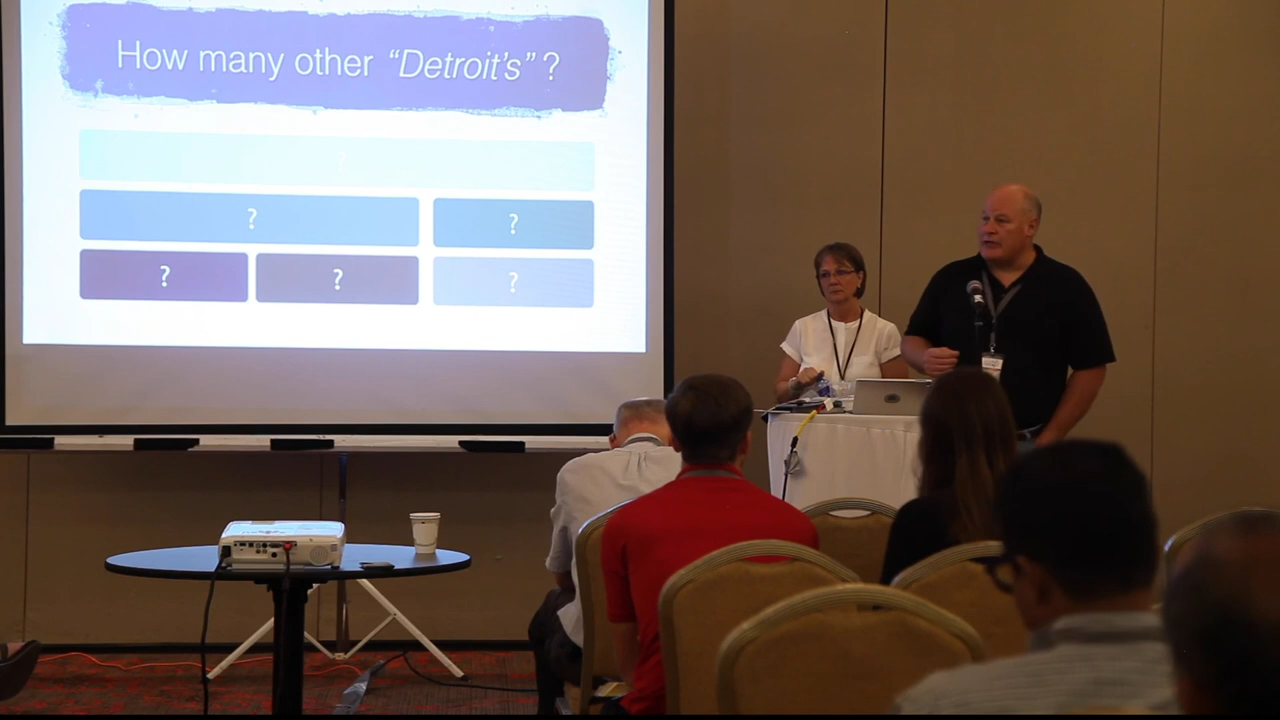 How many other “Detroit's” ?
?
? ?
? ? ?